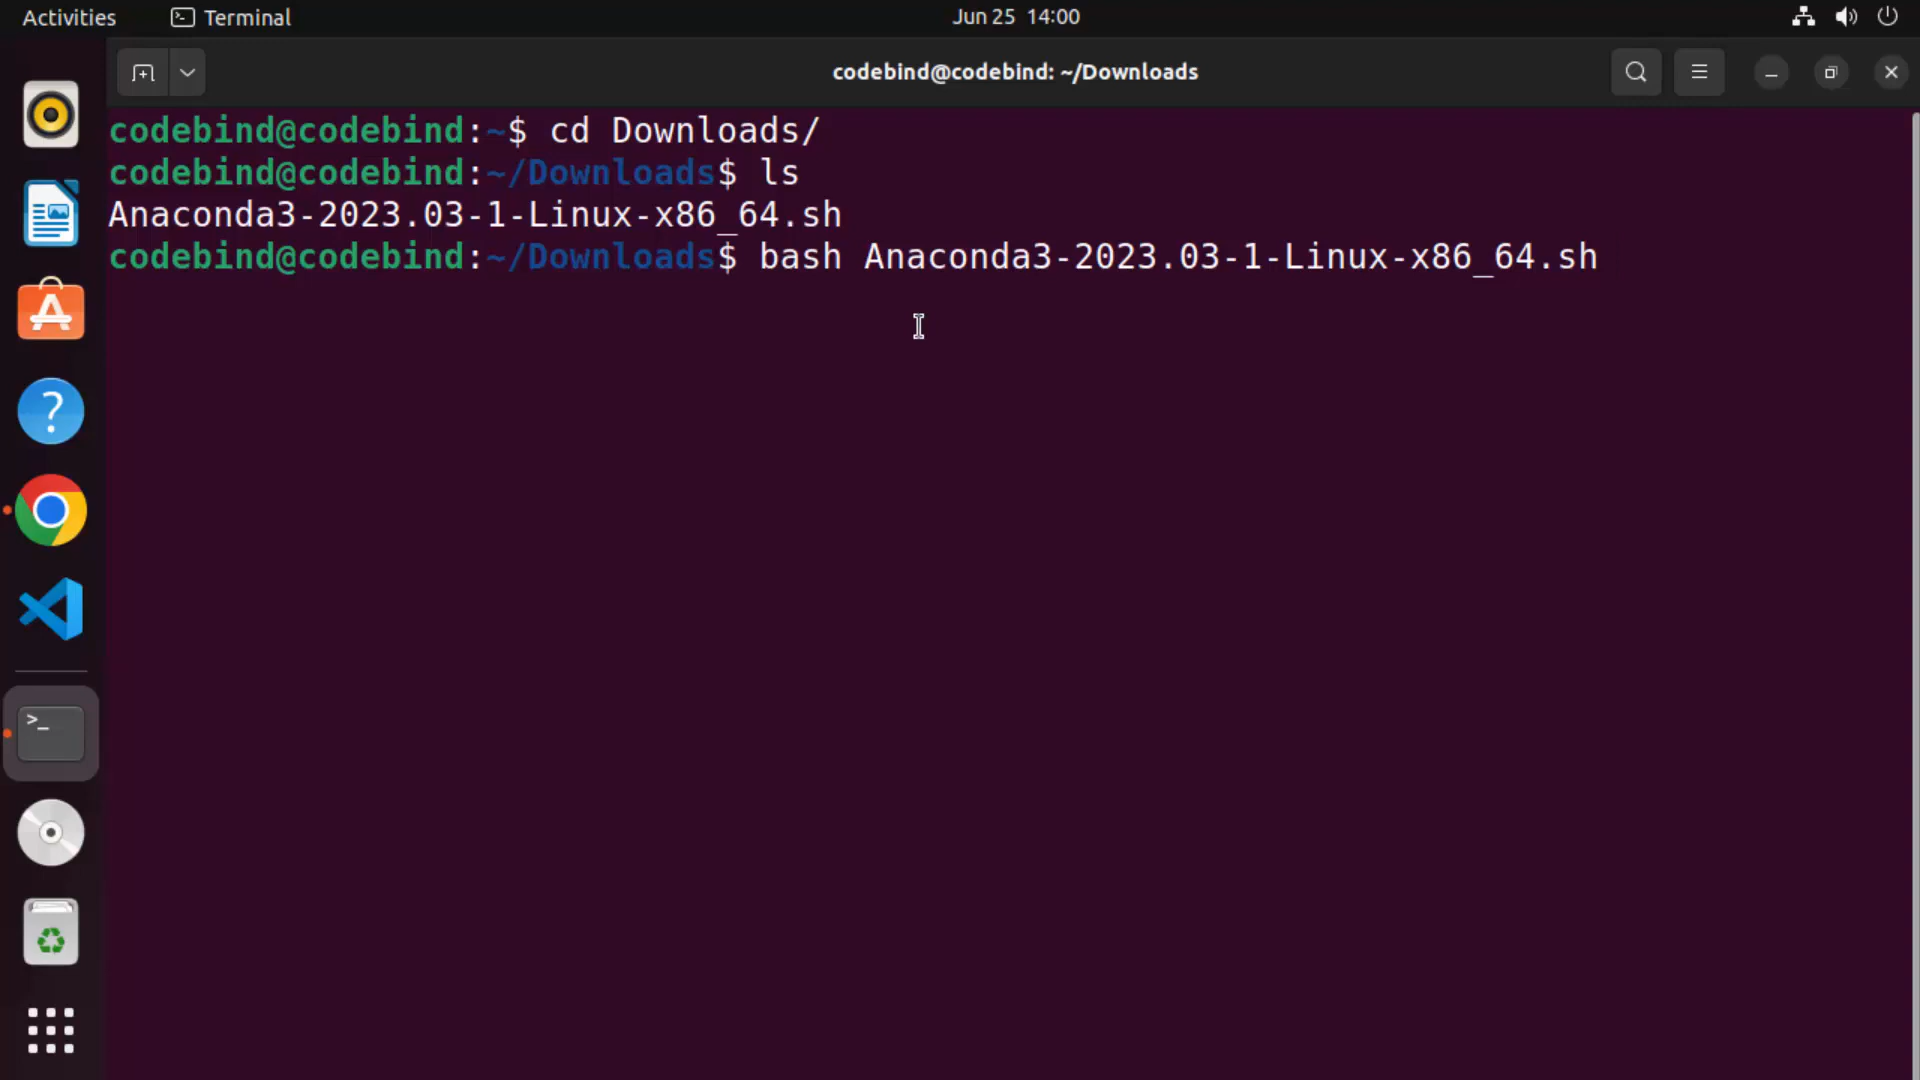 Activities Terminal Jun 25 14:00
codebind@codebind: ~/Downloads
codebind@codebind:~$ cd Downloads/
codebind@codebind:~/Downloads$ ls
Anaconda3-2023.03-1-Linux-x86_64.sh
codebind@codebind:~/Downloads$ bash Anaconda3-2023.03-1-Linux-x86_64.sh